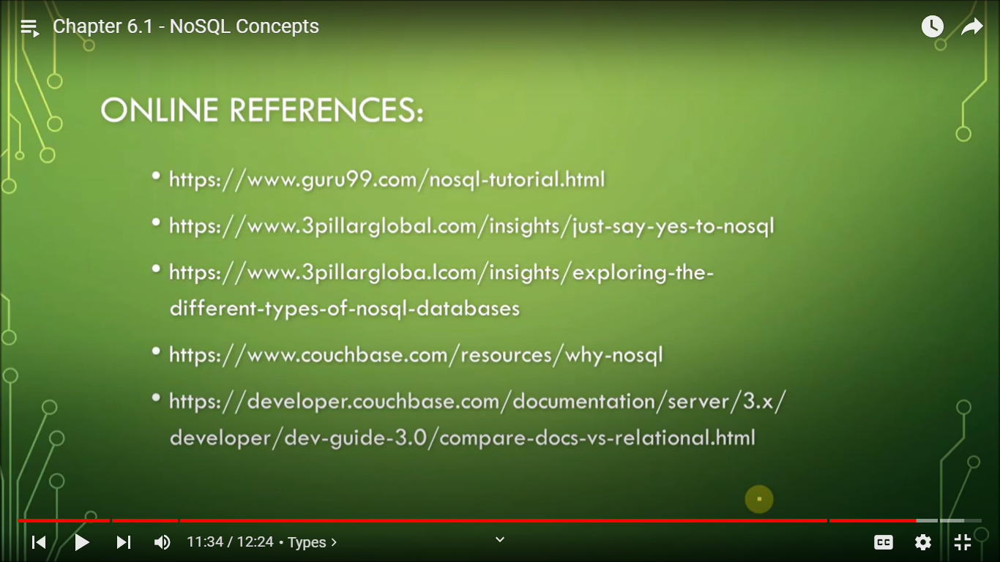 Chapter 6.1 - NoSQL Concepts
ONLINE REFERENCES:
• https://www.guru99.com/nosql-tutorial.html
• https://www.3pillarglobal.com/insights/just-say-yes-to-nosql
• https://www.3pillargloba.lcom/insights/exploring-the-
different-types-of-nosql-databases
• https://www.couchbase.com/resources/why-nosql
• https://developer.couchbase.com/documentation/server/3.x/
developer/dev-guide-3.0/compare-docs-vs-relational.html
11:34 / 12:24 • Types >
CC